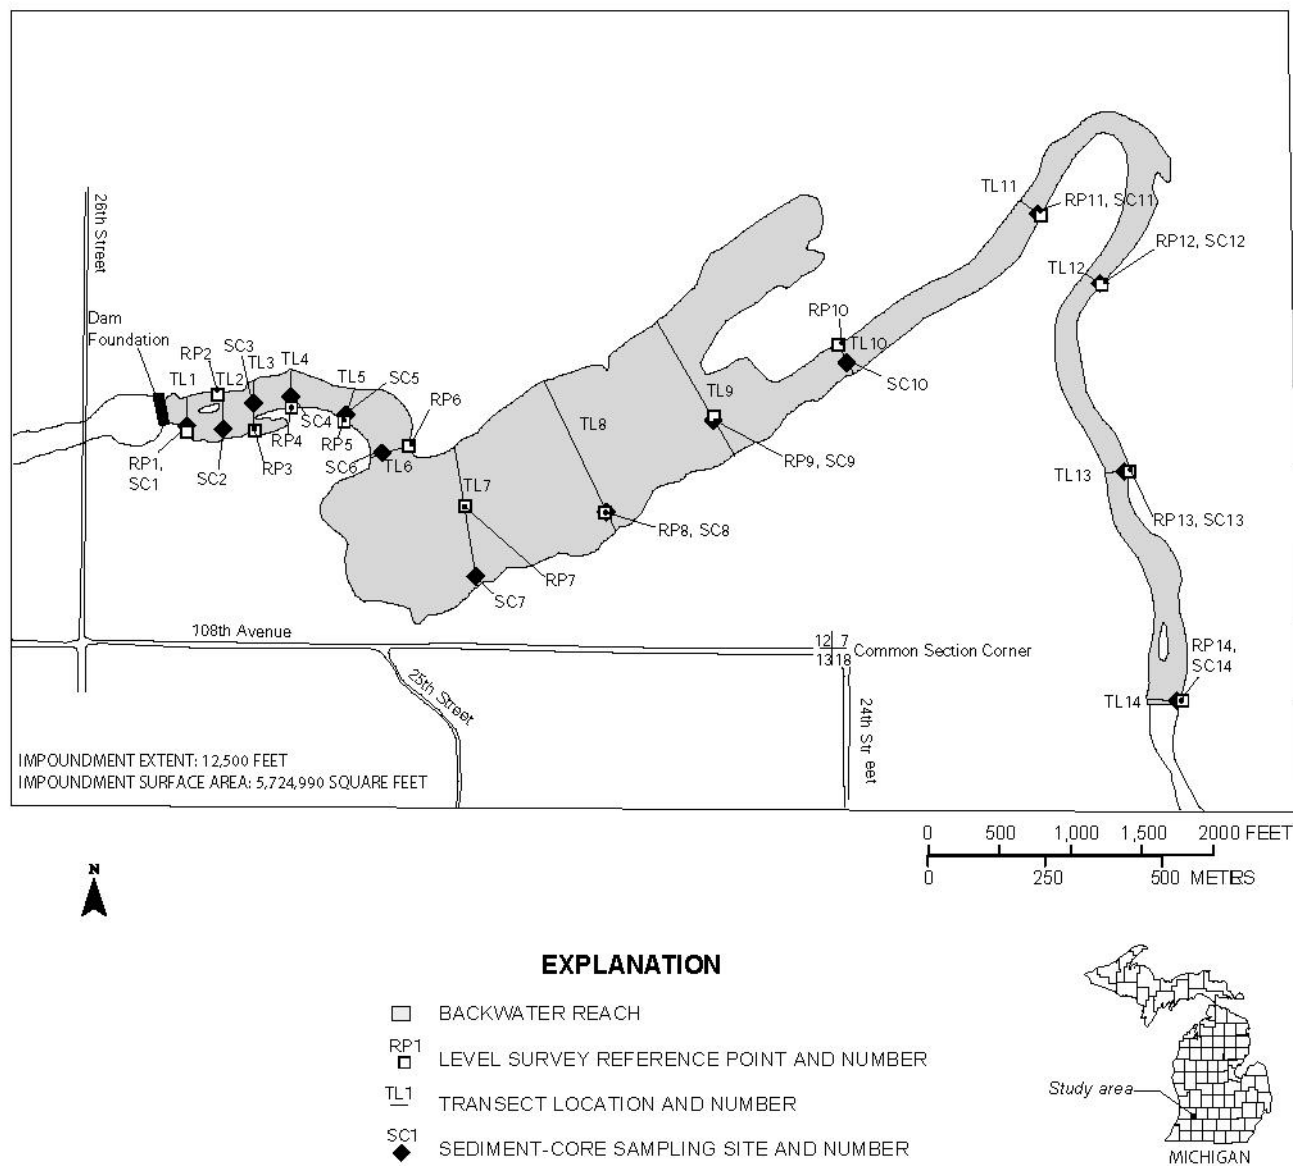 26th Street
Dam
Foundation
TL1
RP2
TL2
SC3
TL3
TL4
TL5
SC5
RP6
RP1,
SC1
SC2
RP3
RP4
SC4
RP5
SC6
TL6
TL7
RP7
SC7
TL8
RP8, SC8
TL9
RP9, SC9
RP10
TL10
SC10
TL11
RP11, SC11
TL12
RP12, SC12
TL13
RP13, SC13
RP14,
SC14
TL14
108th Avenue
25th Street
12 7
13 18
Common Section Corner
24th Str eet
IMPOUNDMENT EXTENT: 12,500 FEET
IMPOUNDMENT SURFACE AREA: 5,724,990 SQUARE FEET
0 500 1,000 1,500 2000 FEET
0 250 500 METERS
N
EXPLANATION
BACKWATER REACH
RP1
LEVEL SURVEY REFERENCE POINT AND NUMBER
TL1
TRANSECT LOCATION AND NUMBER
SC1
SEDIMENT-CORE SAMPLING SITE AND NUMBER
Study area
MICHIGAN